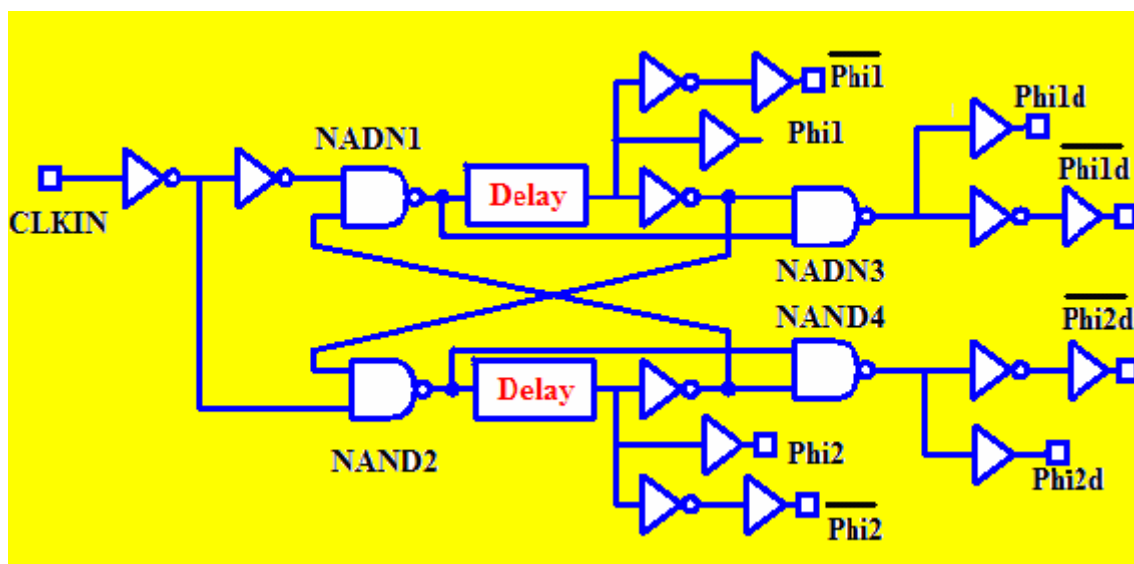 Phi1
Phi1
Phi1d
Phi1d
NADN1
Delay
CLKIN
NADN3
NAND4
Phi2d
Delay
NAND2
Phi2
Phi2d
Phi2